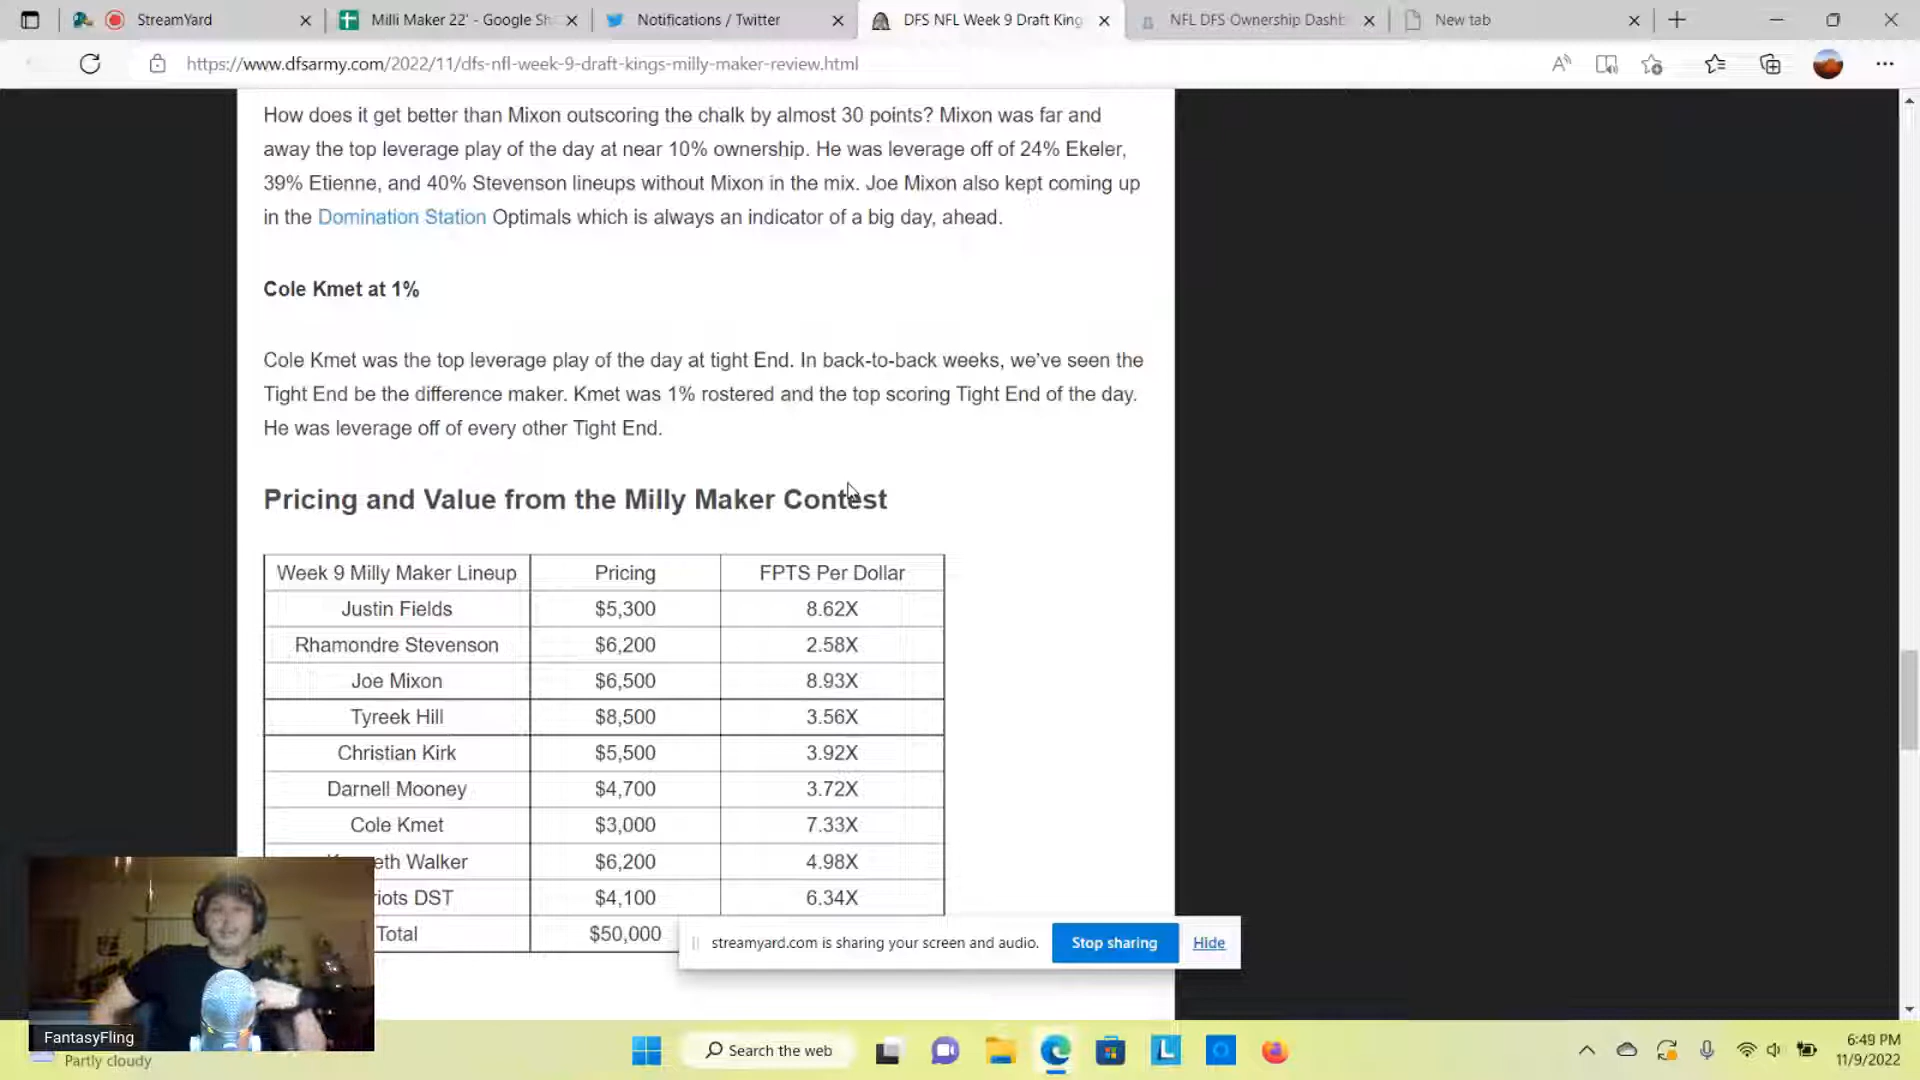 StreamYard
Milli Maker 22' - Google Sh
Notifications / Twitter
DFS NFL Week 9 Draft King
NFL DFS Ownership Dashb
New tab
https://www.dfsarmy.com/2022/11/dfs-nfl-week-9-draft-kings-milly-maker-review.html
How does it get better than Mixon outscoring the chalk by almost 30 points? Mixon was far and
away the top leverage play of the day at near 10% ownership. He was leverage off of 24% Ekeler,
39% Etienne, and 40% Stevenson lineups without Mixon in the mix. Joe Mixon also kept coming up
in the Domination Station Optimals which is always an indicator of a big day, ahead.
Cole Kmet at 1%
Cole Kmet was the top leverage play of the day at tight End. In back-to-back weeks, we've seen the
Tight End be the difference maker. Kmet was 1% rostered and the top scoring Tight End of the day.
He was leverage off of every other Tight End.
Pricing and Value from the Milly Maker Contest
Week 9 Milly Maker Lineup Pricing FPTS Per Dollar
Justin Fields $5,300 8.62X
Rhamondre Stevenson $6,200 2.58X
Joe Mixon $6,500 8.93X
Tyreek Hill $8,500 3.56X
Christian Kirk $5,500 3.92X
Darnell Mooney $4,700 3.72X
Cole Kmet $3,000 7.33X
eth Walker $6,200 4.98X
riots DST $4,100 6.34X
Total $50,000
streamyard.com is sharing your screen and audio. Stop sharing Hide
FantasyFling
Partly cloudy
Search the web
6:49 PM
11/9/2022